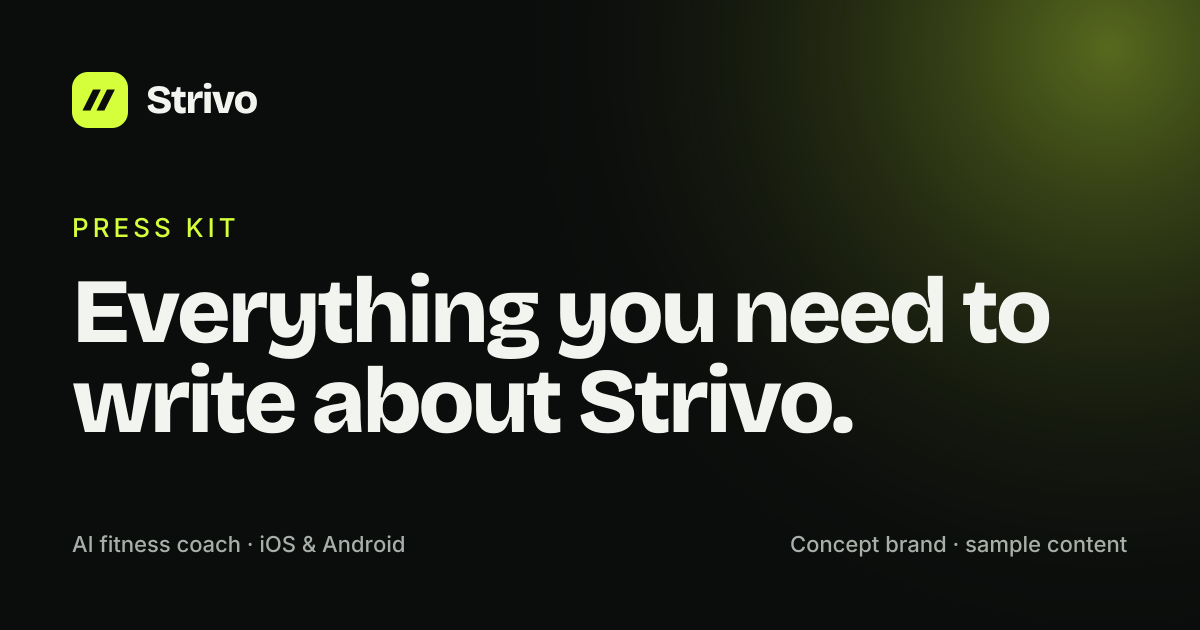 Strivo
PRESS KIT
Everything you need to
write about Strivo.
AI fitness coach · iOS & Android
Concept brand · sample content